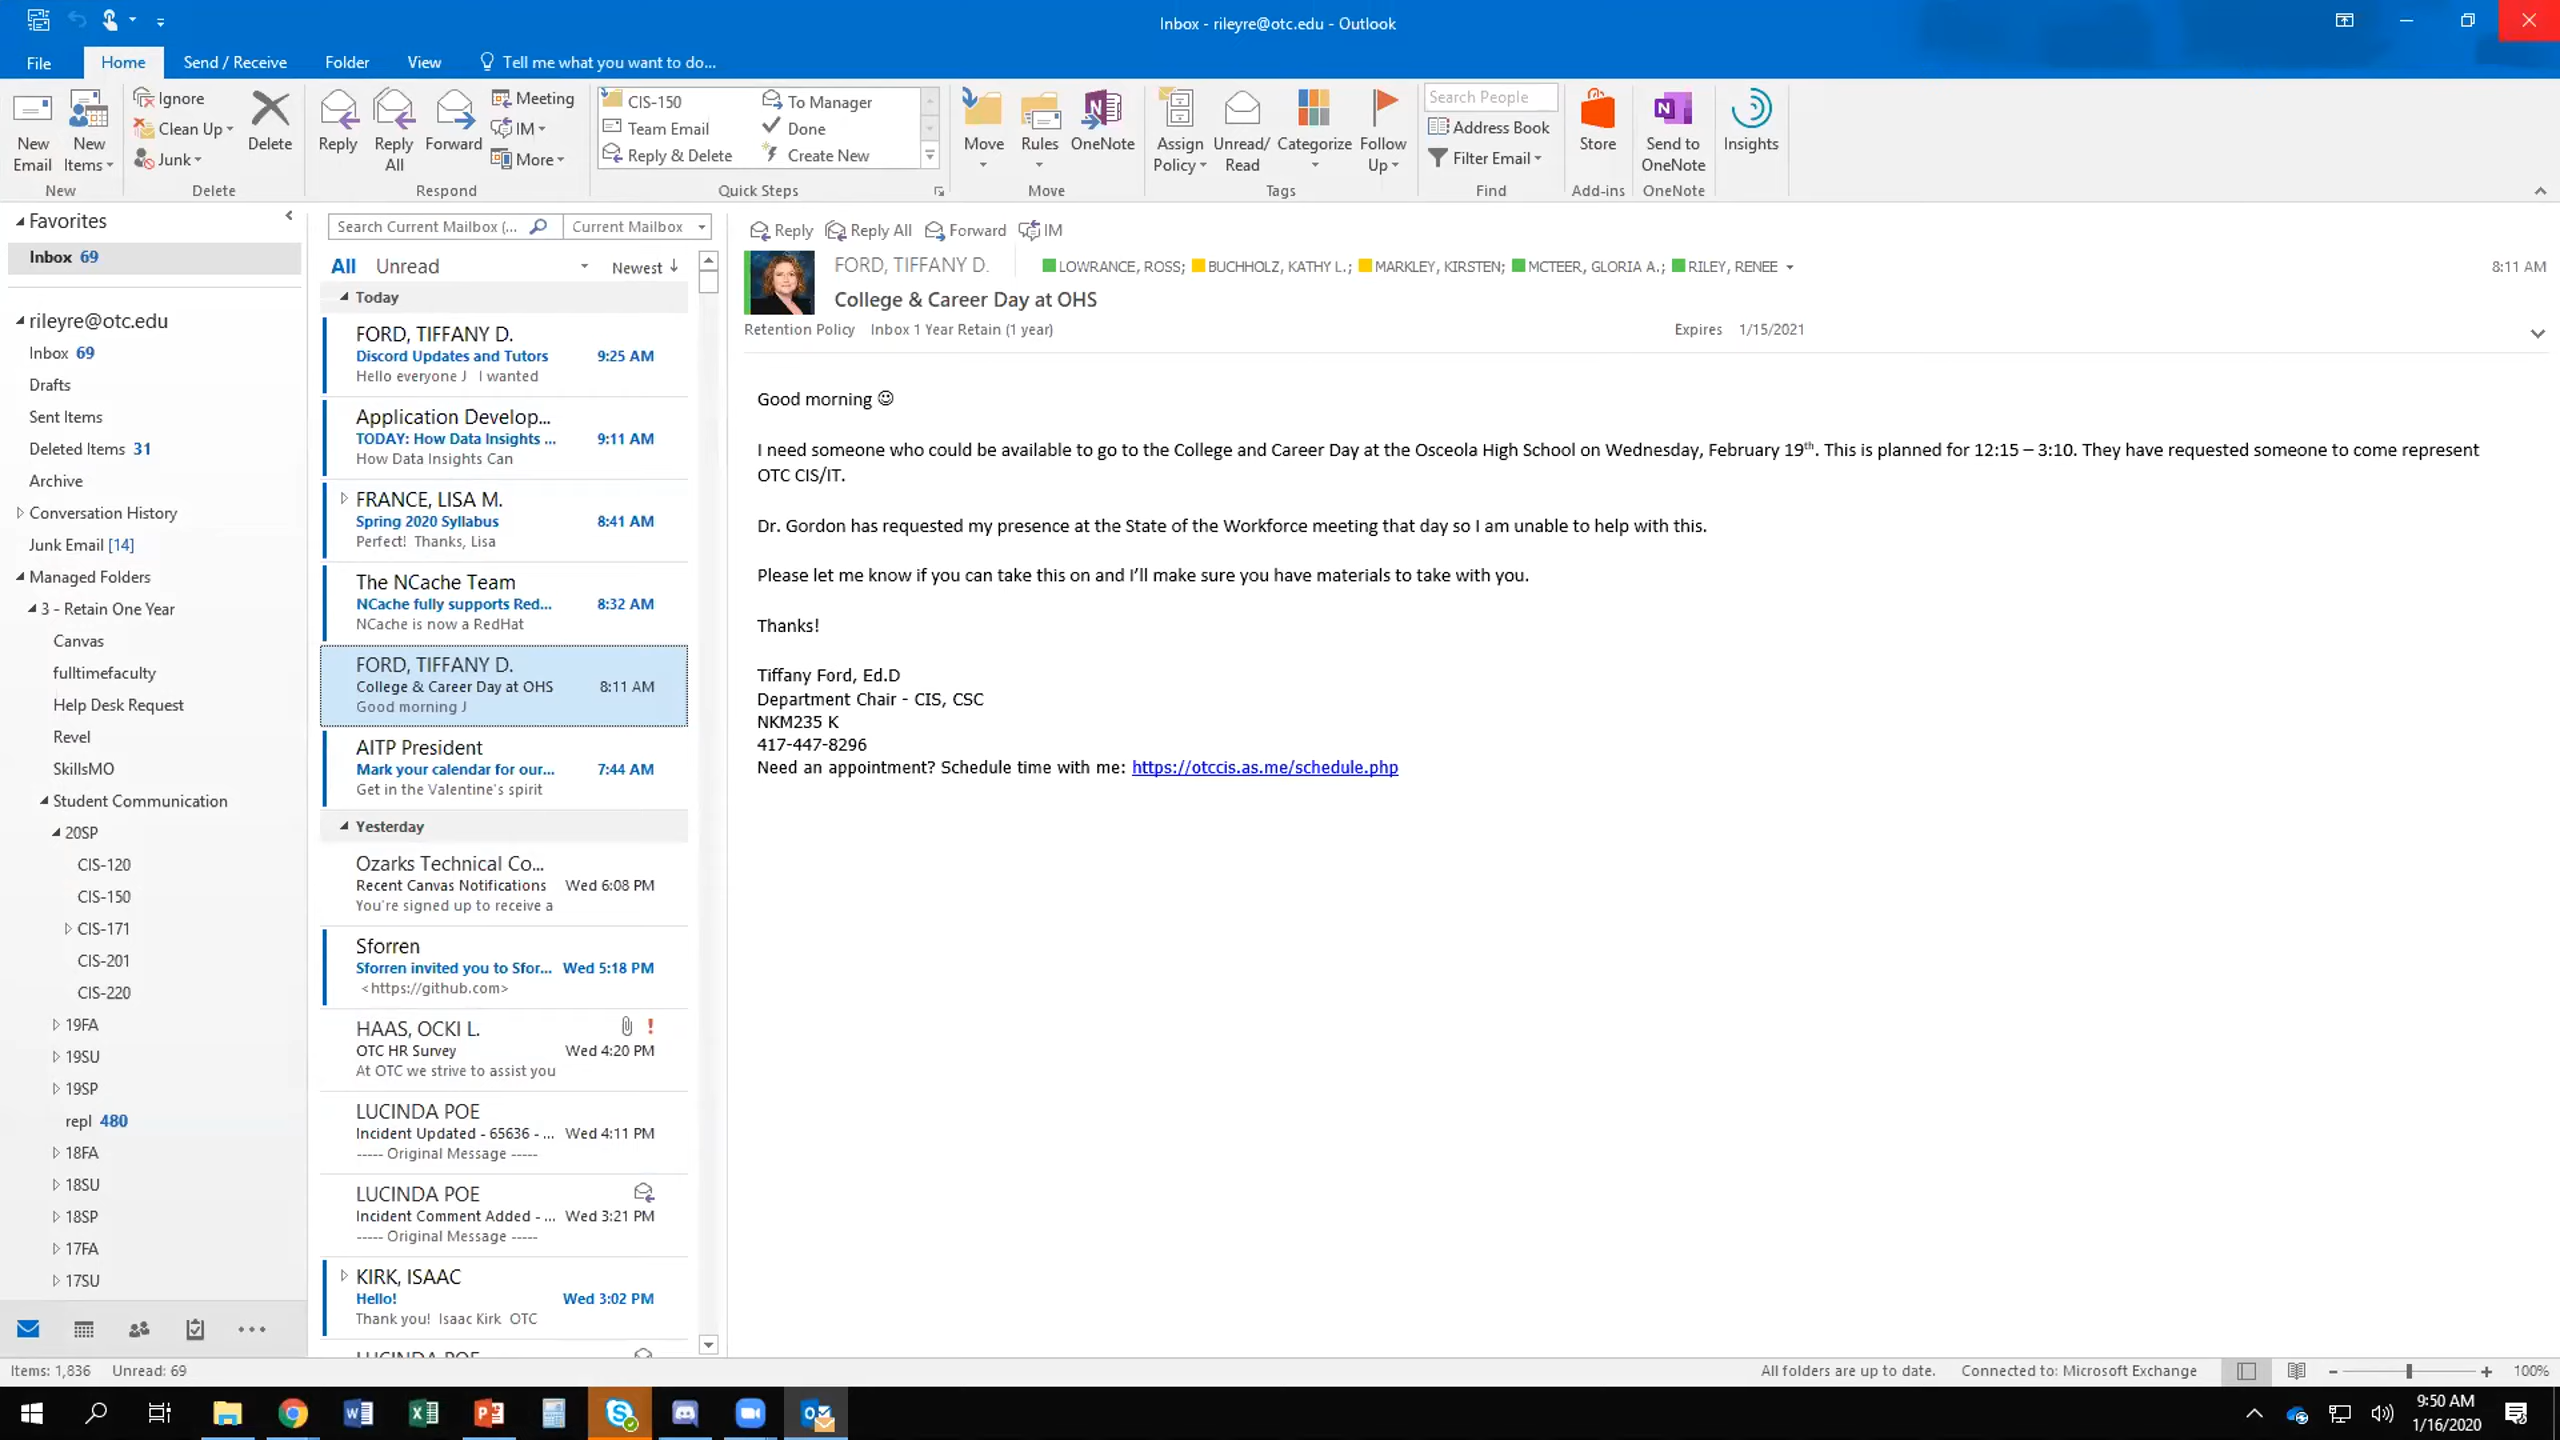 Inbox - rileyre@otc.edu - Outlook
File
Home
Send / Receive
Folder
View
Tell me what you want to do...
New Email
New Items
New
Ignore
Clean Up
Junk
Delete
Delete
Reply
Reply All
Forward
Meeting
IM
More
Respond
CIS-150
Team Email
Reply & Delete
To Manager
Done
Create New
Quick Steps
Move
Rules
OneNote
Move
Assign Policy
Unread/ Read
Categorize
Follow Up
Tags
Search People
Address Book
Filter Email
Find
Store
Add-ins
Send to OneNote
OneNote
Insights
Favorites
Inbox 69
rileyre@otc.edu
Inbox 69
Drafts
Sent Items
Deleted Items 31
Archive
Conversation History
Junk Email [14]
Managed Folders
3 - Retain One Year
Canvas
fulltimefaculty
Help Desk Request
Revel
SkillsMO
Student Communication
20SP
CIS-120
CIS-150
CIS-171
CIS-201
CIS-220
19FA
19SU
19SP
repl 480
18FA
18SU
18SP
17FA
17SU
Search Current Mailbox (...
Current Mailbox
All
Unread
Newest
Today
FORD, TIFFANY D.
Discord Updates and Tutors 9:25 AM
Hello everyone J I wanted
Application Develop...
TODAY: How Data Insights ... 9:11 AM
How Data Insights Can
FRANCE, LISA M.
Spring 2020 Syllabus 8:41 AM
Perfect! Thanks, Lisa
The NCache Team
NCache fully supports Red... 8:32 AM
NCache is now a RedHat
FORD, TIFFANY D.
College & Career Day at OHS 8:11 AM
Good morning J
AITP President
Mark your calendar for our... 7:44 AM
Get in the Valentine's spirit
Yesterday
Ozarks Technical Co...
Recent Canvas Notifications Wed 6:08 PM
You're signed up to receive a
Sforren
Sforren invited you to Sfor... Wed 5:18 PM
<https://github.com>
HAAS, OCKI L.
OTC HR Survey Wed 4:20 PM
At OTC we strive to assist you
LUCINDA POE
Incident Updated - 65636 - ... Wed 4:11 PM
----- Original Message -----
LUCINDA POE
Incident Comment Added - ... Wed 3:21 PM
----- Original Message -----
KIRK, ISAAC
Hello! Wed 3:02 PM
Thank you! Isaac Kirk OTC
LUCINDA POE
Reply
Reply All
Forward
IM
FORD, TIFFANY D.
LOWRANCE, ROSS; BUCHHOLZ, KATHY L.; MARKLEY, KIRSTEN; MCTEER, GLORIA A.; RILEY, RENEE
8:11 AM
College & Career Day at OHS
Retention Policy Inbox 1 Year Retain (1 year)
Expires 1/15/2021
Good morning ☺
I need someone who could be available to go to the College and Career Day at the Osceola High School on Wednesday, February 19th. This is planned for 12:15 – 3:10. They have requested someone to come represent
OTC CIS/IT.
Dr. Gordon has requested my presence at the State of the Workforce meeting that day so I am unable to help with this.
Please let me know if you can take this on and I’ll make sure you have materials to take with you.
Thanks!
Tiffany Ford, Ed.D
Department Chair - CIS, CSC
NKM235 K
417-447-8296
Need an appointment? Schedule time with me: https://otccis.as.me/schedule.php
Items: 1,836
Unread: 69
All folders are up to date.
Connected to: Microsoft Exchange
100%
9:50 AM
1/16/2020